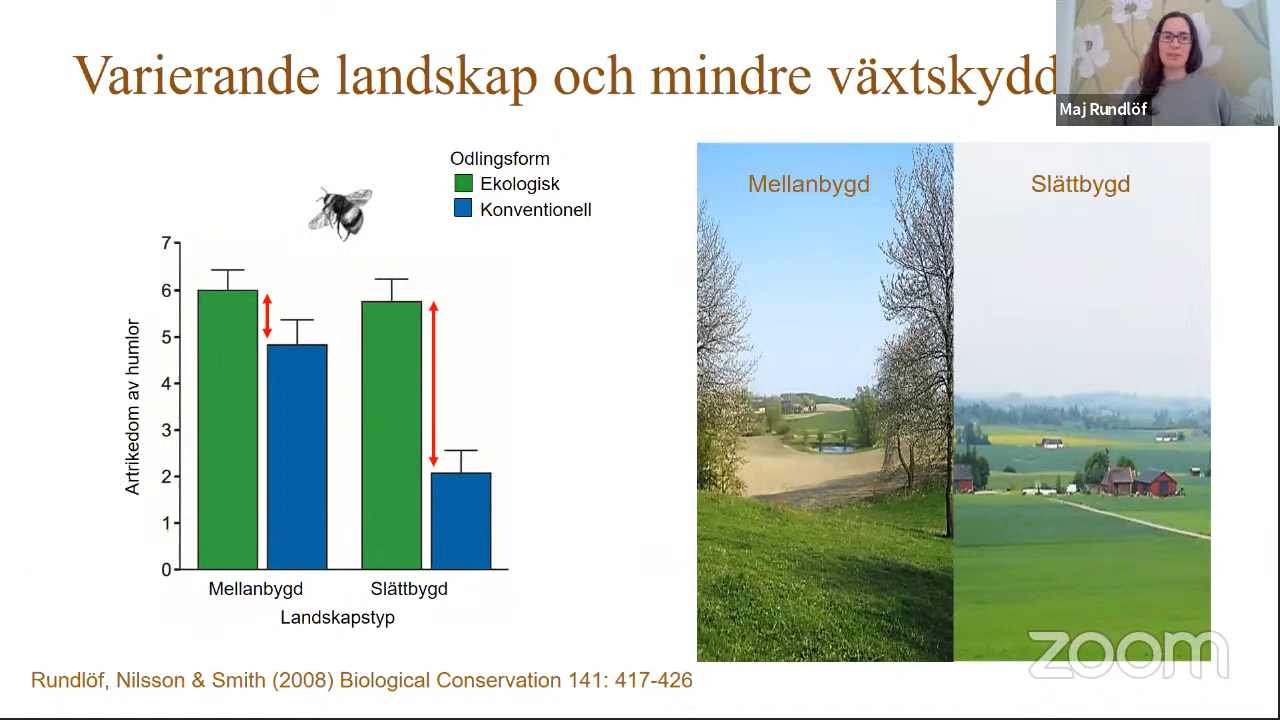 Varierande landskap och mindre växtskydd
Maj Rundlöf
Odlingsform
Ekologisk
Konventionell
7
6
5
4
3
2
1
0
Artrikedom av humlor
Mellanbygd
Slättbygd
Landskapstyp
Mellanbygd
Slättbygd
zoom
Rundlöf, Nilsson & Smith (2008) Biological Conservation 141: 417-426